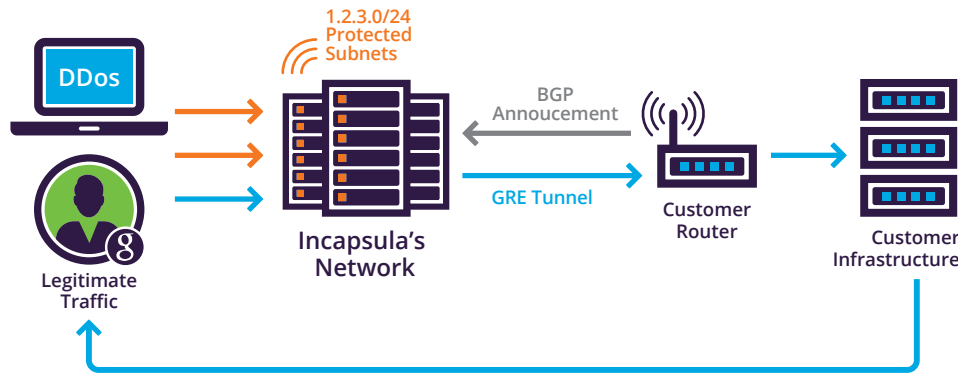 1.2.3.0/24
Protected
Subnets
DDos
BGP
Annoucement
GRE Tunnel
Incapsula's
Network
Customer
Router
Customer
Infrastructure
g
Legitimate
Traffic